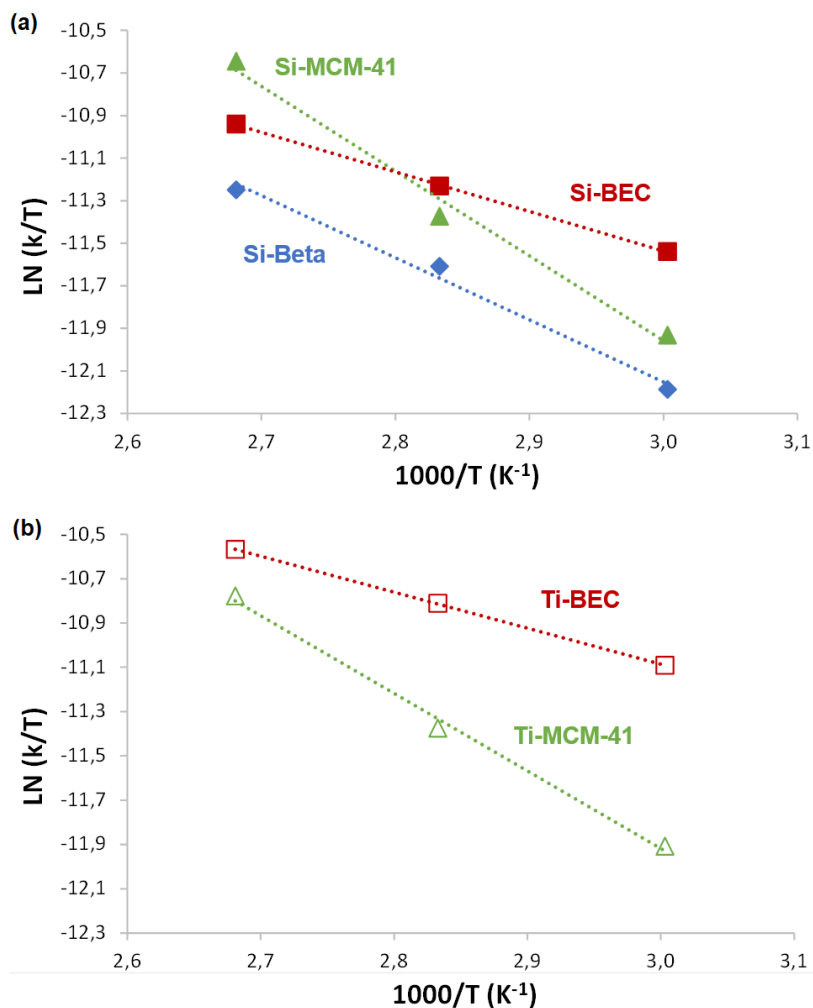 (a)
-10,5
-10,7
-10,9
-11,1
-11,3
-11,5
-11,7
-11,9
-12,1
-12,3
LN (k/T)
Si-MCM-41
Si-BEC
Si-Beta
2,6 2,7 2,8 2,9 3,0 3,1
1000/T (K-1)
(b)
-10,5
-10,7
-10,9
-11,1
-11,3
-11,5
-11,7
-11,9
-12,1
-12,3
LN (k/T)
Ti-BEC
Ti-MCM-41
2,6 2,7 2,8 2,9 3,0 3,1
1000/T (K-1)